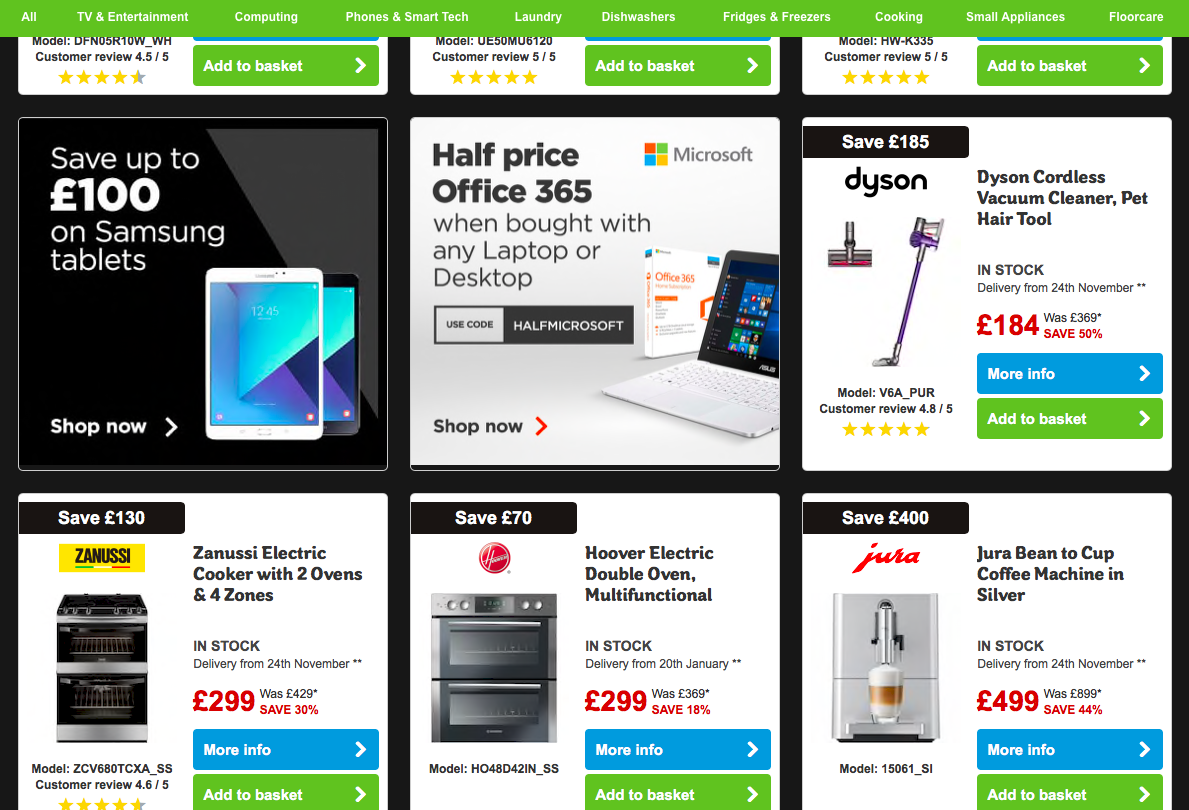 All TV & Entertainment Computing Phones & Smart Tech Laundry Dishwashers Fridges & Freezers Cooking Small Appliances Floorcare
Model: DFN05R10W_WH
Customer review 4.5 / 5
Add to basket
Model: UE50MU6120
Customer review 5 / 5
Add to basket
Model: HW-K335
Customer review 5 / 5
Add to basket
Save up to
£100
on Samsung
tablets
12:45
Shop now
Half price
Office 365
when bought with
any Laptop or
Desktop
Microsoft
USE CODE HALFMICROSOFT
Office 365
ASUS
Shop now
Save £185
dyson
Dyson Cordless
Vacuum Cleaner, Pet
Hair Tool
IN STOCK
Delivery from 24th November **
£184 Was £369*
SAVE 50%
More info
Add to basket
Model: V6A_PUR
Customer review 4.8 / 5
Save £130
ZANUSSI
Zanussi Electric
Cooker with 2 Ovens
& 4 Zones
IN STOCK
Delivery from 24th November **
£299 Was £429*
SAVE 30%
More info
Add to basket
Model: ZCV680TCXA_SS
Customer review 4.6 / 5
Save £70
Hoover
Hoover Electric
Double Oven,
Multifunctional
IN STOCK
Delivery from 20th January **
£299 Was £369*
SAVE 18%
More info
Add to basket
Model: HO48D42IN_SS
Save £400
jura
Jura Bean to Cup
Coffee Machine in
Silver
IN STOCK
Delivery from 24th November **
£499 Was £899*
SAVE 44%
More info
Add to basket
Model: 15061_SI